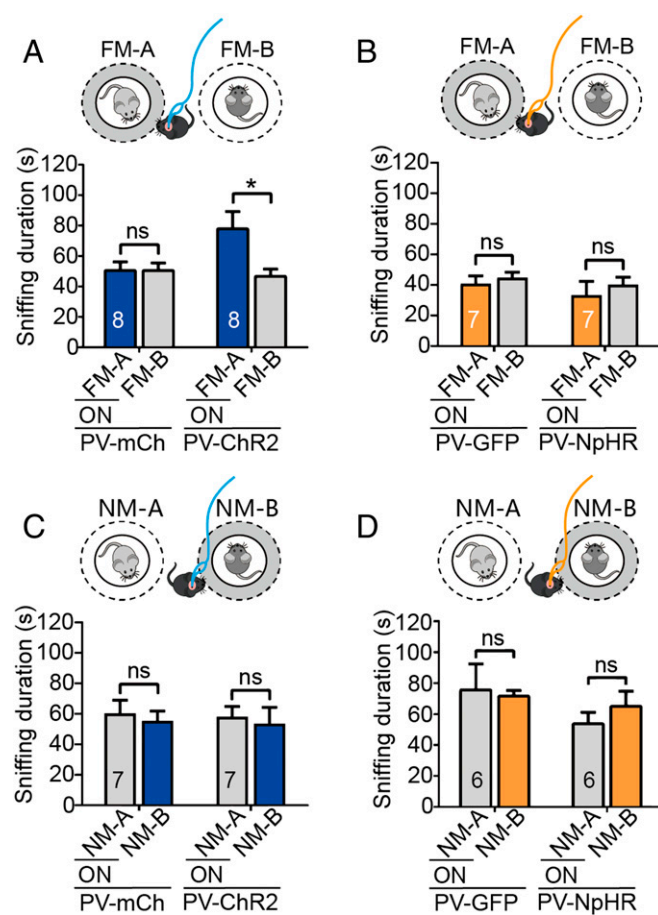 A
FM-A
FM-B
Sniffing duration (s)
120
100
80
60
40
20
0
ns
*
8
8
FM-A
FM-B
FM-A
FM-B
ON
ON
PV-mCh
PV-ChR2
B
FM-A
FM-B
Sniffing duration (s)
120
100
80
60
40
20
0
ns
ns
7
7
FM-A
FM-B
FM-A
FM-B
ON
ON
PV-GFP
PV-NpHR
C
NM-A
NM-B
Sniffing duration (s)
120
100
80
60
40
20
0
ns
ns
7
7
NM-A
NM-B
NM-A
NM-B
ON
ON
PV-mCh
PV-ChR2
D
NM-A
NM-B
Sniffing duration (s)
120
100
80
60
40
20
0
ns
ns
6
6
NM-A
NM-B
NM-A
NM-B
ON
ON
PV-GFP
PV-NpHR